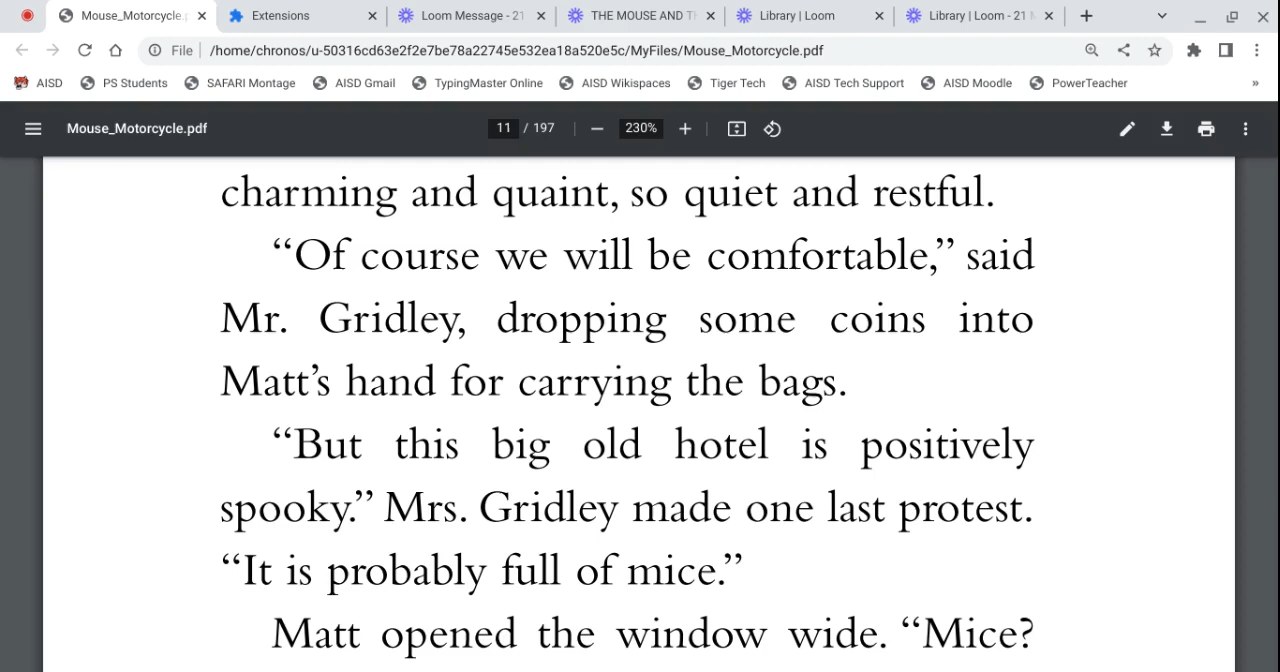 Mouse_Motorcycle.p
Extensions
Loom Message - 21
THE MOUSE AND T
Library | Loom
Library | Loom - 21
File
/home/chronos/u-50316cd63e2f2e7be78a22745e532ea18a520e5c/MyFiles/Mouse_Motorcycle.pdf
AISD
PS Students
SAFARI Montage
AISD Gmail
TypingMaster Online
AISD Wikispaces
Tiger Tech
AISD Tech Support
AISD Moodle
PowerTeacher
»
Mouse_Motorcycle.pdf
11 / 197
230%
charming and quaint, so quiet and restful.
“Of course we will be comfortable,” said
Mr. Gridley, dropping some coins into
Matt’s hand for carrying the bags.
“But this big old hotel is positively
spooky.” Mrs. Gridley made one last protest.
“It is probably full of mice.”
Matt opened the window wide. “Mice?